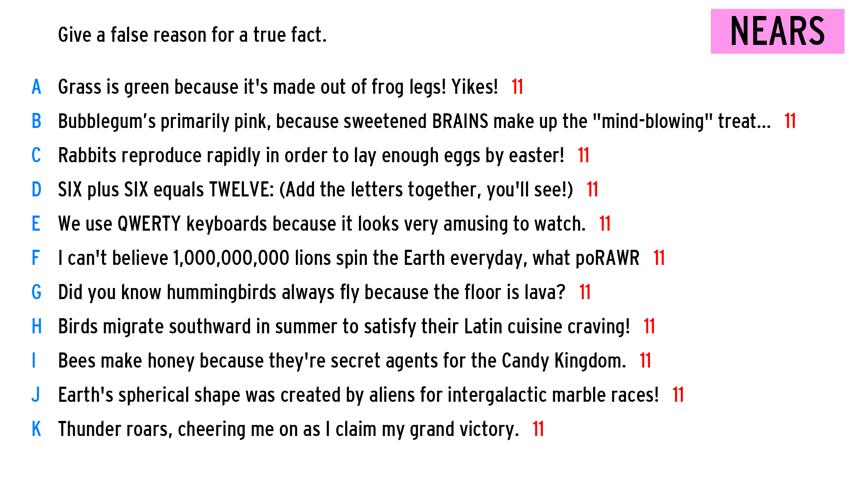 Give a false reason for a true fact.
NEARS
A Grass is green because it's made out of frog legs! Yikes! 11
B Bubblegum's primarily pink, because sweetened BRAINS make up the "mind-blowing" treat... 11
C Rabbits reproduce rapidly in order to lay enough eggs by easter! 11
D SIX plus SIX equals TWELVE: (Add the letters together, you'll see!) 11
E We use QWERTY keyboards because it looks very amusing to watch. 11
F I can't believe 1,000,000,000 lions spin the Earth everyday, what poRAWR 11
G Did you know hummingbirds always fly because the floor is lava? 11
H Birds migrate southward in summer to satisfy their Latin cuisine craving! 11
I Bees make honey because they're secret agents for the Candy Kingdom. 11
J Earth's spherical shape was created by aliens for intergalactic marble races! 11
K Thunder roars, cheering me on as I claim my grand victory. 11